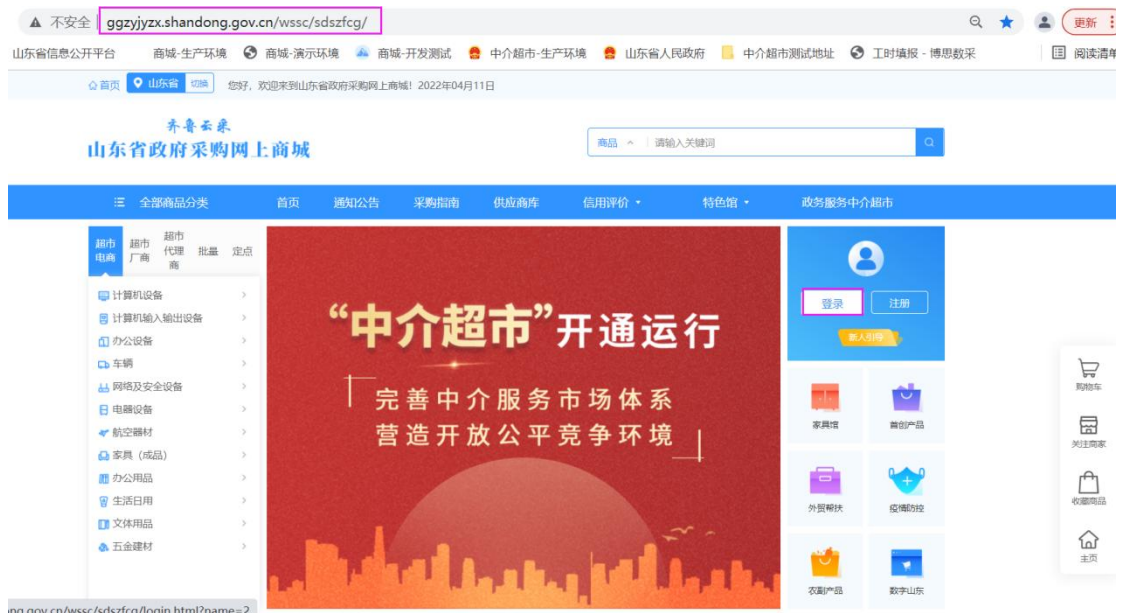 不安全 ggzyjyzx.shandong.gov.cn/wssc/sdszfcg/ 更新
山东省信息公开平台 商城-生产环境 商城-演示环境 商城-开发测试 中介超市-生产环境 山东省人民政府 中介超市测试地址 工时填报 - 博思数采 阅读清单
首页 山东省 切换 您好，欢迎来到山东省政府采购网上商城！2022年04月11日
齐鲁云采
山东省政府采购网上商城
商品 请输入关键词
全部商品分类 首页 通知公告 采购指南 供应商库 信用评价 特色馆 政务服务中介超市
超市电商 超市厂商 超市代理商 批量 定点
计算机设备
计算机输入输出设备
办公设备
车辆
网络及安全设备
电器设备
航空器材
家具（成品）
办公用品
生活日用
文体用品
五金建材
“中介超市”开通运行
完善中介服务市场体系
营造开放公平竞争环境
登录 注册
新人引导
家具馆 首创产品
外贸帮扶 疫情防控
农副产品 数字山东
购物车
关注商家
收藏商品
主页
ong.gov.cn/wssc/sdszfcg/login.html?name=2